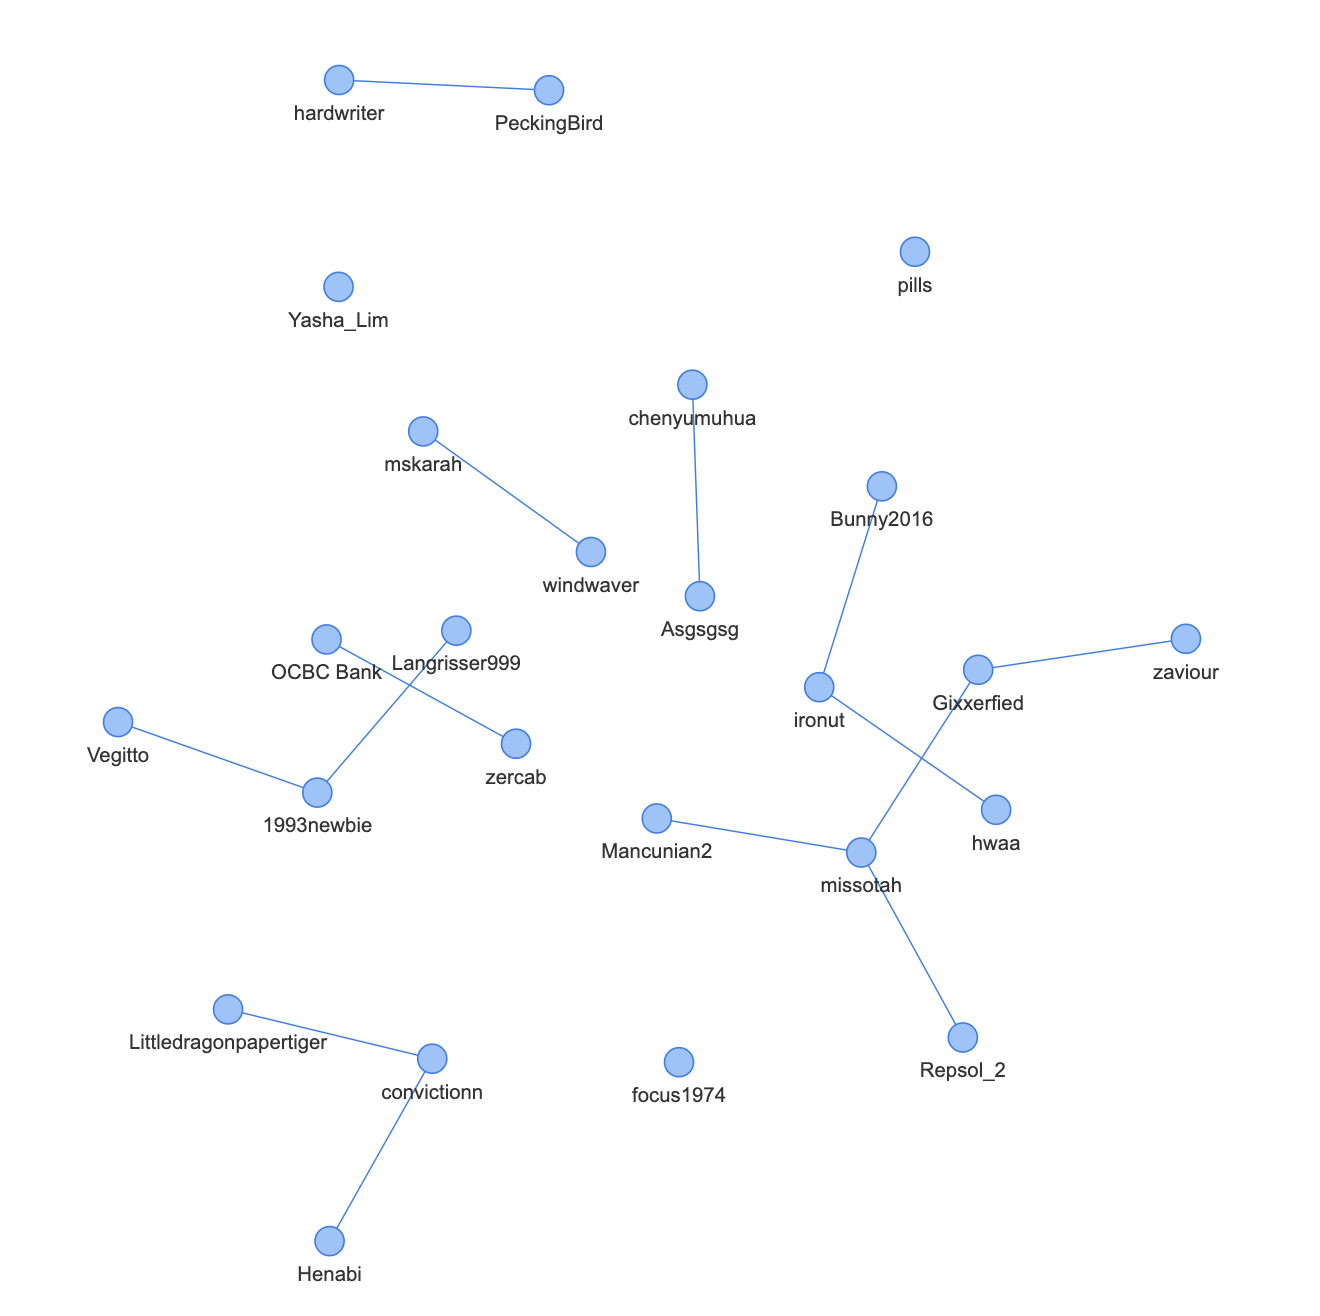 hardwriter
PeckingBird
pills
Yasha_Lim
chenyumuhua
mskarah
Bunny2016
windwaver
Asgsgsg
Langrisser999
OCBC Bank
zaviour
Gixxerfied
ironut
Vegitto
zercab
1993newbie
hwaa
Mancunian2
missotah
Littledragonpapertiger
Repsol_2
convictionn
focus1974
Henabi